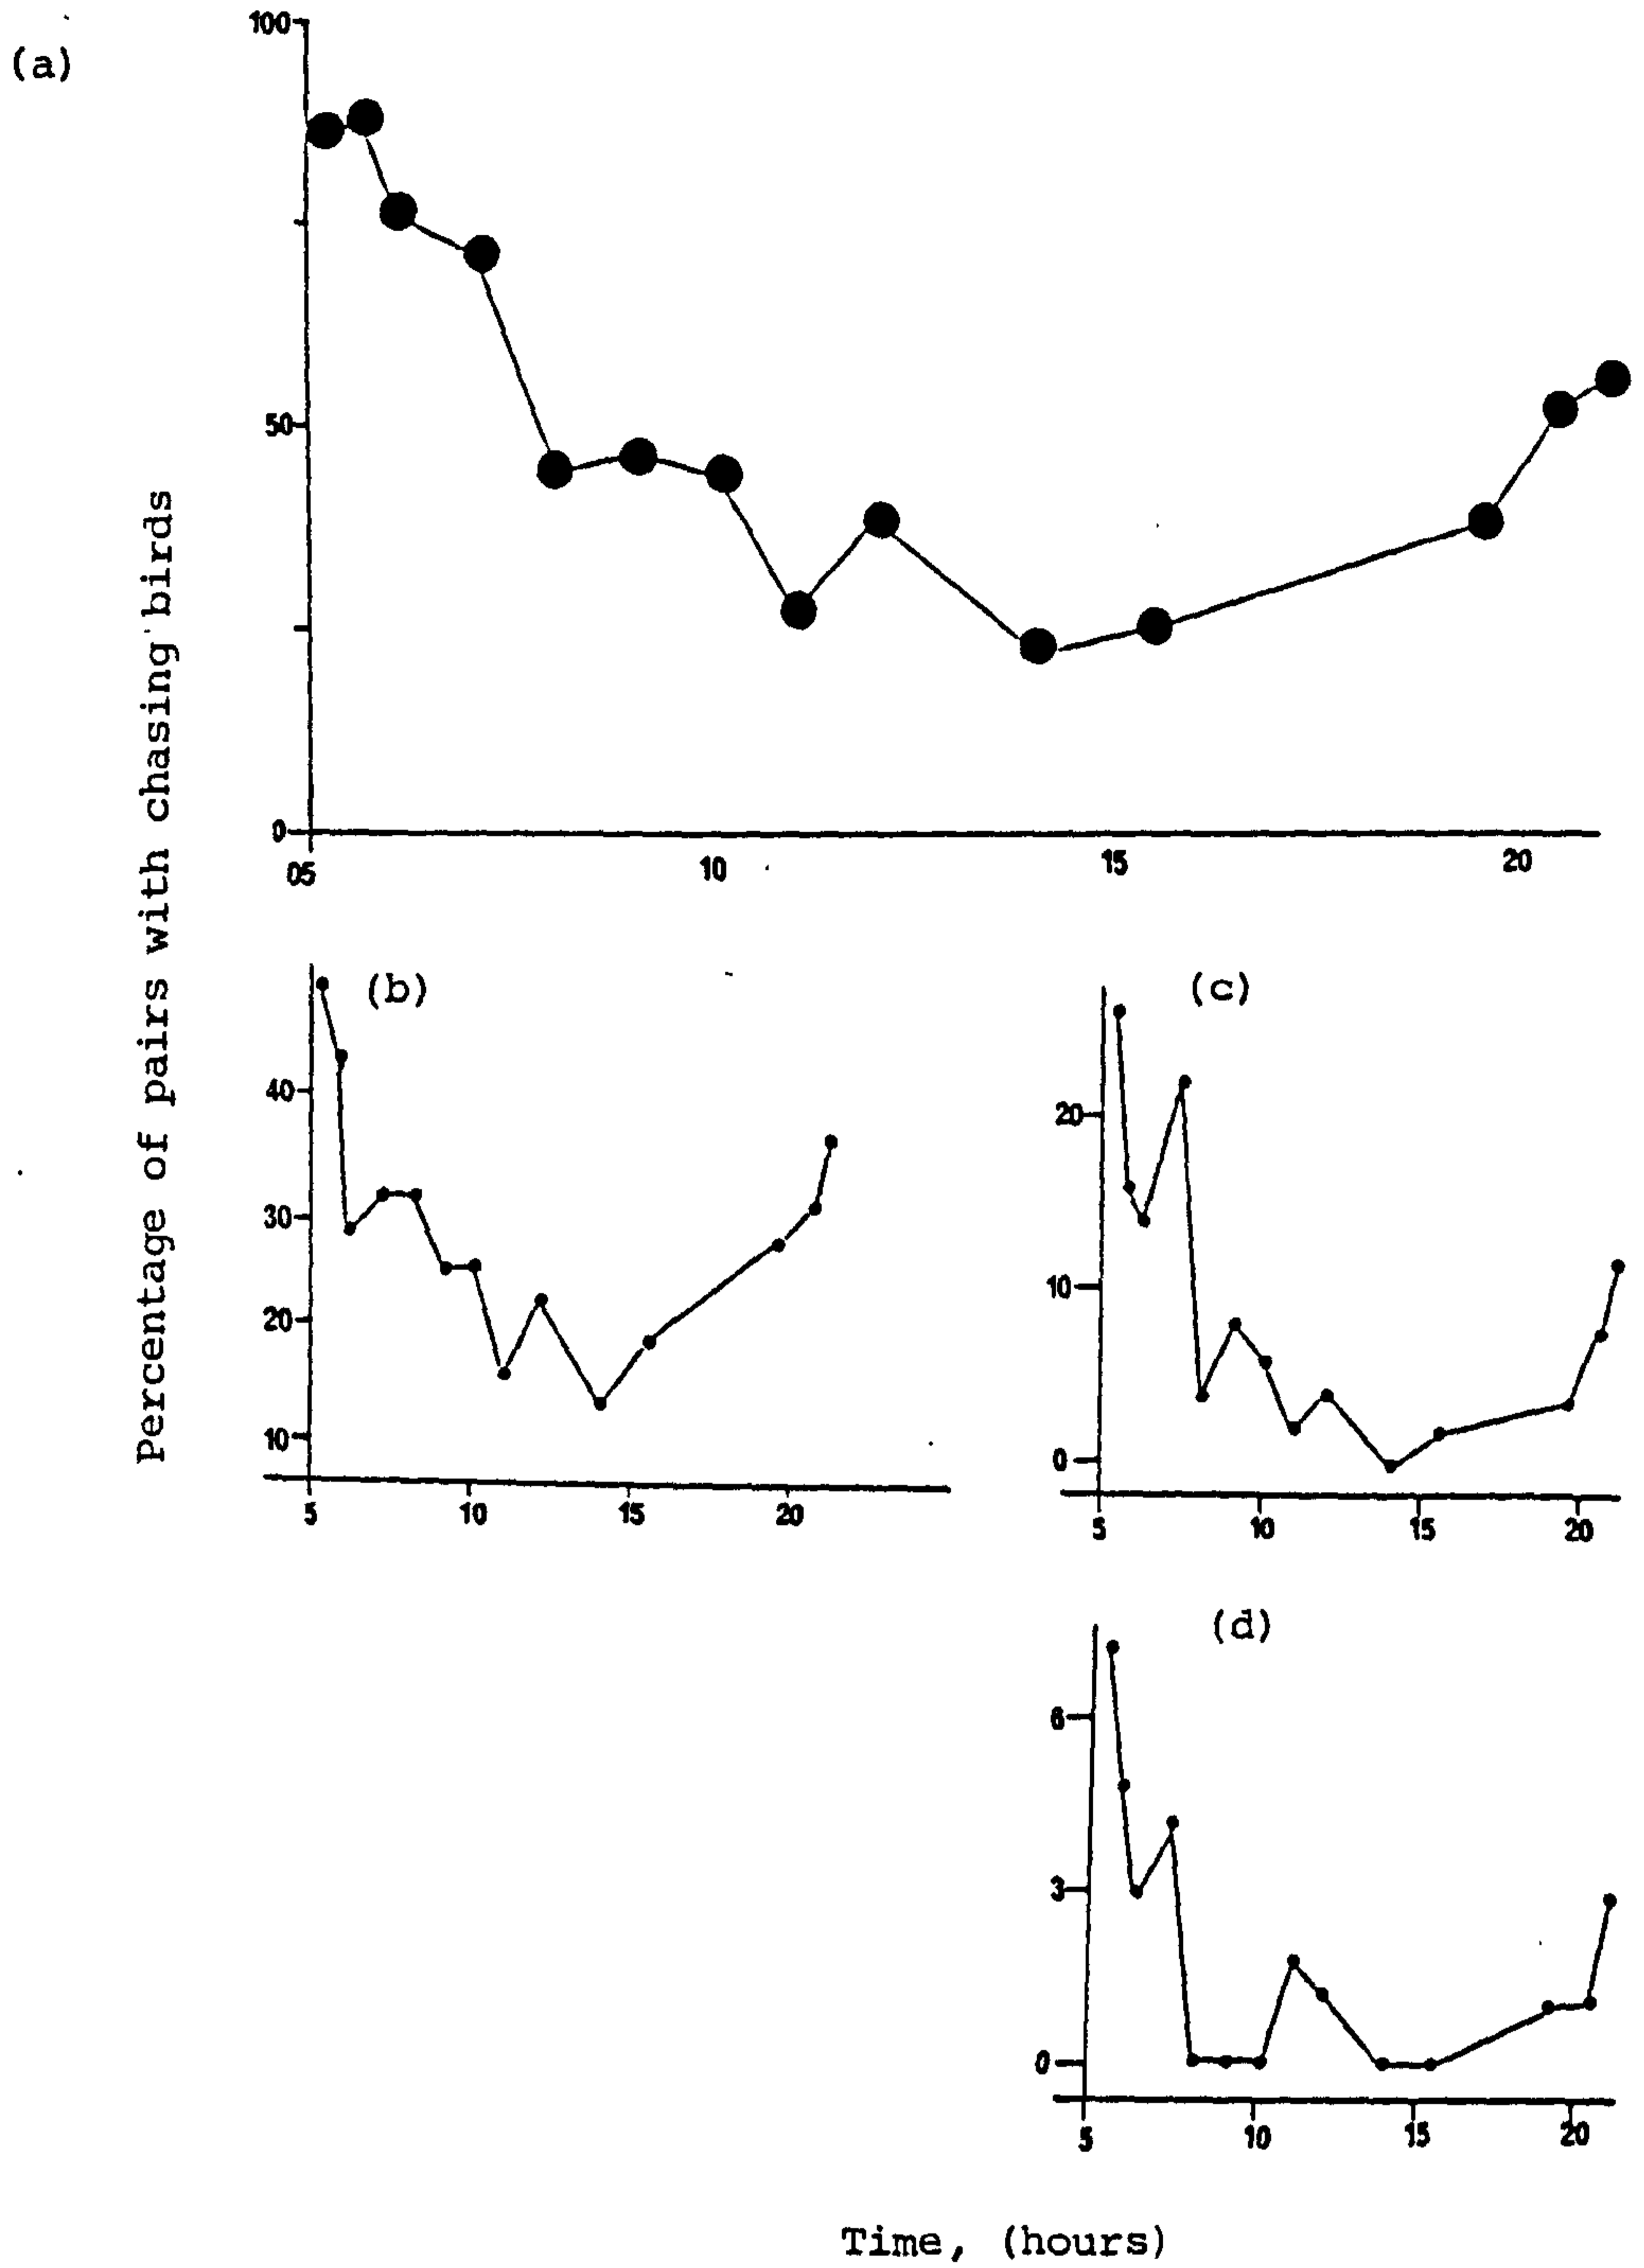 (a)
100
50
0
05 10 15 20
Percentage of pairs with chasing birds
(b)
40
30
20
10
5 10 15 20
(c)
20
10
0
5 10 15 20
(d)
6
3
0
5 10 15 20
Time, (hours)